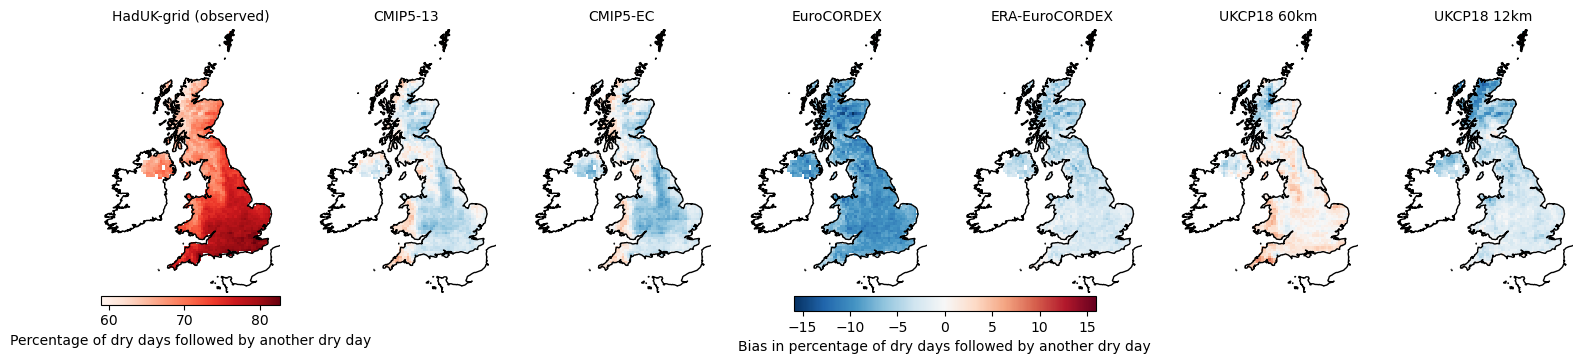 HadUK-grid (observed)
CMIP5-13
CMIP5-EC
EuroCORDEX
ERA-EuroCORDEX
UKCP18 60km
UKCP18 12km
60 70 80
Percentage of dry days followed by another dry day
−15 −10 −5 0 5 10 15
Bias in percentage of dry days followed by another dry day